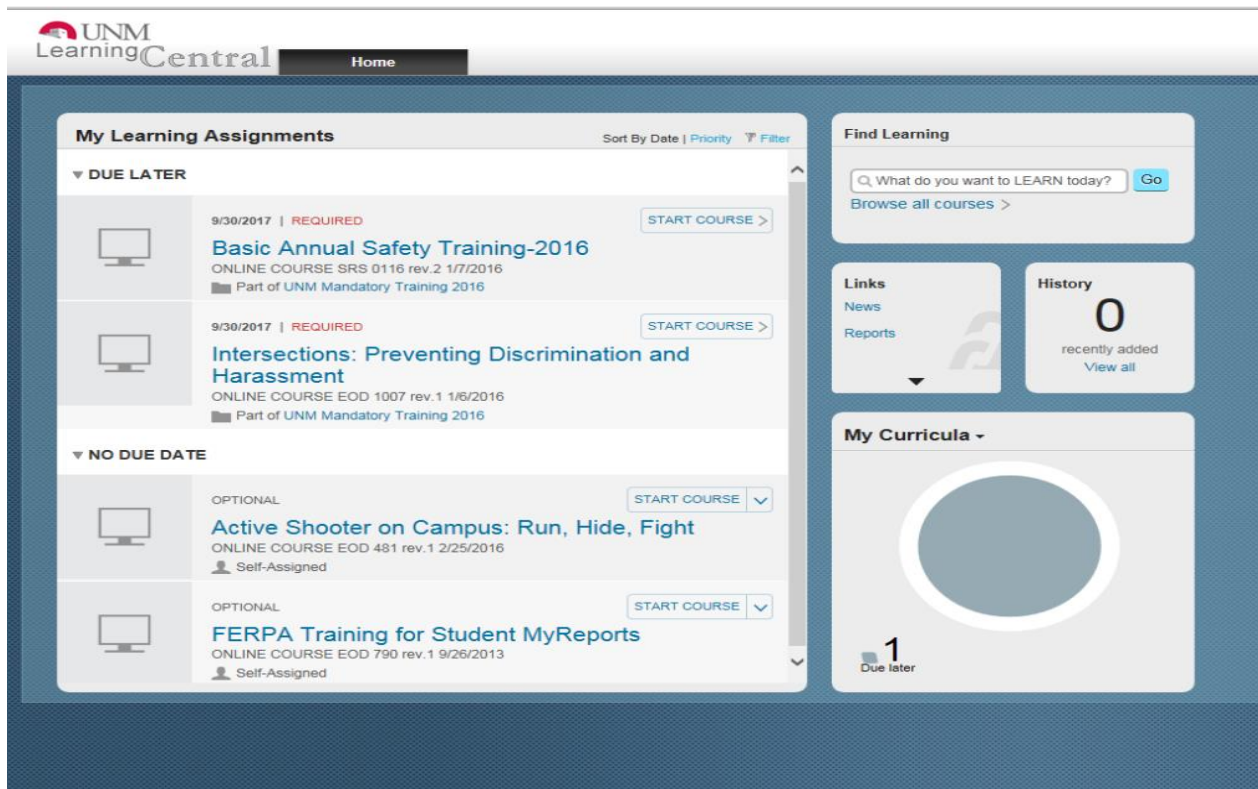 UNM
LearningCentral
Home
My Learning Assignments
Sort By Date | Priority Filter
DUE LATER
9/30/2017 | REQUIRED
START COURSE >
Basic Annual Safety Training-2016
ONLINE COURSE SRS 0116 rev.2 1/7/2016
Part of UNM Mandatory Training 2016
9/30/2017 | REQUIRED
START COURSE >
Intersections: Preventing Discrimination and
Harassment
ONLINE COURSE EOD 1007 rev.1 1/6/2016
Part of UNM Mandatory Training 2016
NO DUE DATE
OPTIONAL
START COURSE
Active Shooter on Campus: Run, Hide, Fight
ONLINE COURSE EOD 481 rev.1 2/25/2016
Self-Assigned
OPTIONAL
START COURSE
FERPA Training for Student MyReports
ONLINE COURSE EOD 790 rev.1 9/26/2013
Self-Assigned
Find Learning
What do you want to LEARN today?
Go
Browse all courses >
Links
News
Reports
History
0
recently added
View all
My Curricula
1
Due later